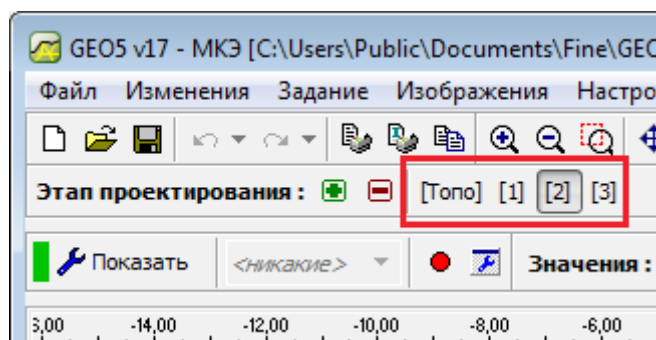 GEO5 v17 - МКЭ [C:\Users\Public\Documents\Fine\GEO
Файл Изменения Задание Изображения Настро
Этап проектирования : [Топо] [1] [2] [3]
Показать <никакие> Значения :
-14,00 -12,00 -10,00 -8,00 -6,00